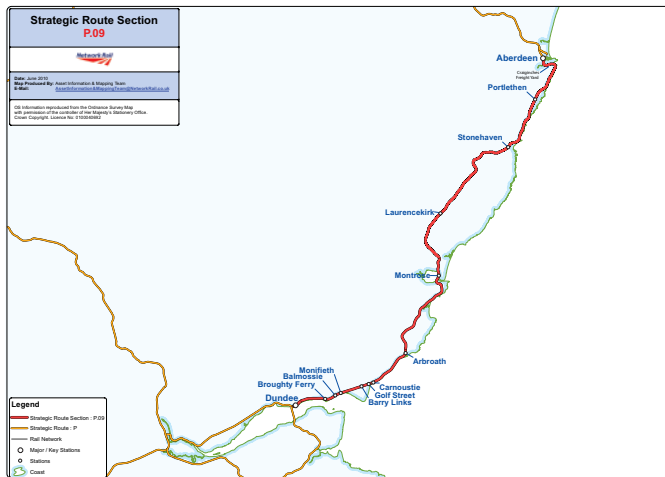 Strategic Route Section
P.09
Network Rail
Date: June 2010
Map Produced By: Asset Information & Mapping Team
E-Mail: AssetInformation&MappingTeam@NetworkRail.co.uk
OS Information reproduced from the Ordnance Survey Map
with permission of the controller of Her Majesty's Stationery Office.
Crown Copyright. Licence No. 0100040692
Aberdeen
Craiginches
Freight Yard
Portlethen
Stonehaven
Laurencekirk
Montrose
Arbroath
Monifieth
Balmossie
Broughty Ferry
Dundee
Carnoustie
Golf Street
Barry Links
Legend
Strategic Route Section : P.09
Strategic Route : P
Rail Network
Major / Key Stations
Stations
Coast